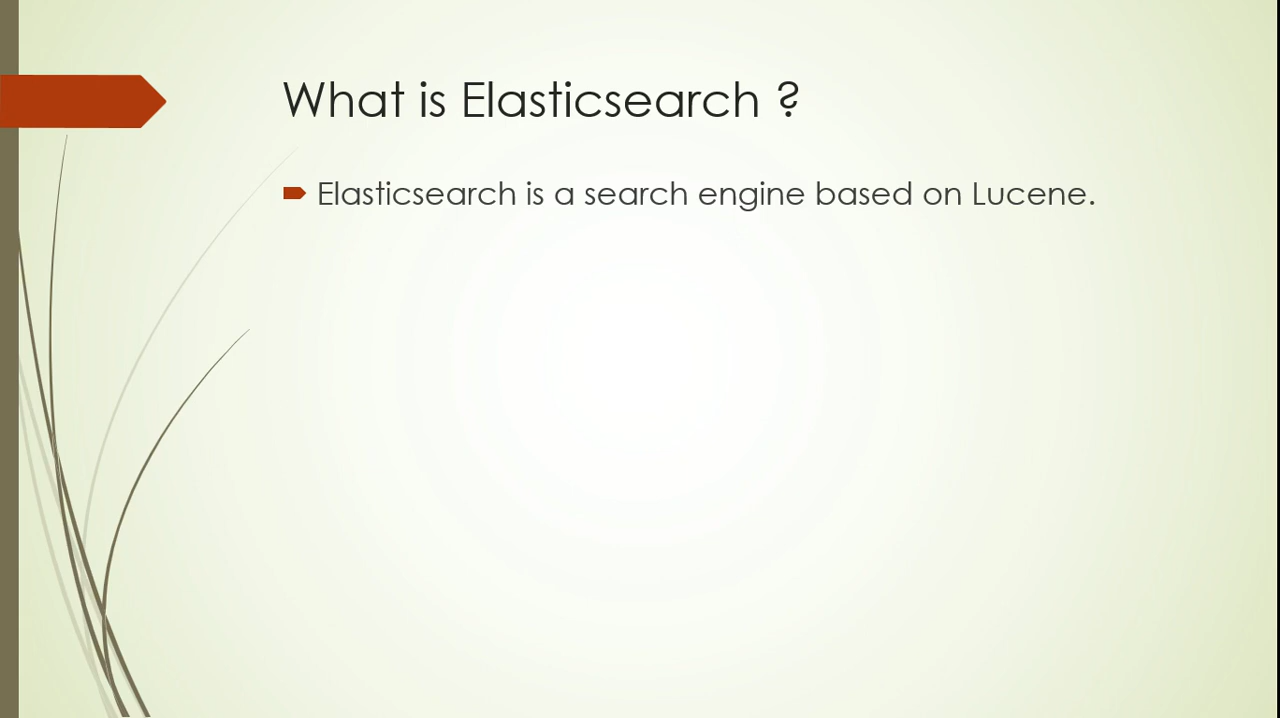 What is Elasticsearch ?
Elasticsearch is a search engine based on Lucene.